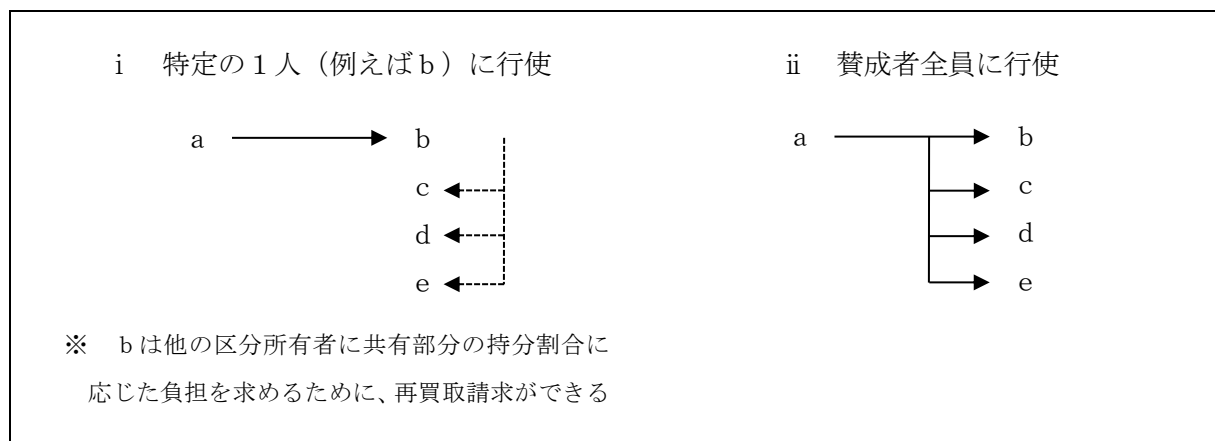 ⅰ 特定の１人（例えばｂ）に行使
ⅱ 賛成者全員に行使
ａ
ｂ
ｃ
ｄ
ｅ
ａ
ｂ
ｃ
ｄ
ｅ
※ ｂは他の区分所有者に共有部分の持分割合に
応じた負担を求めるために、再買取請求ができる